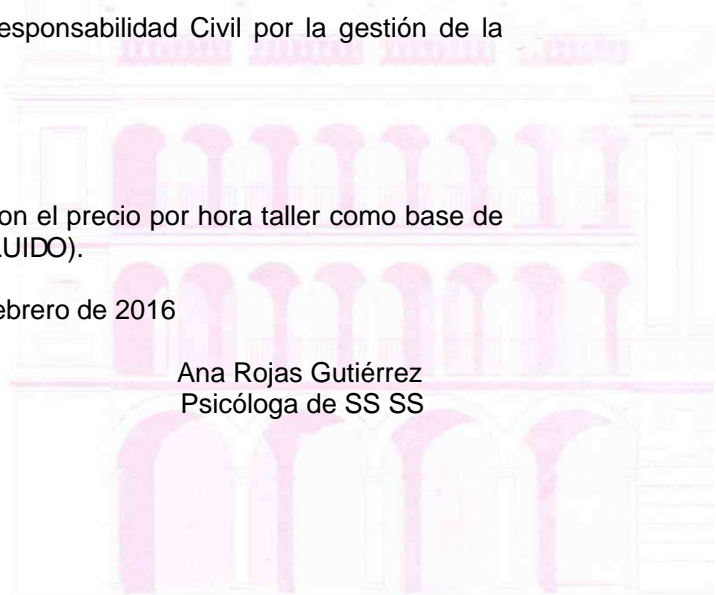 esponsabilidad Civil por la gestión de la
on el precio por hora taller como base de
LUIDO).
ebrero de 2016
Ana Rojas Gutiérrez
Psicóloga de SS SS